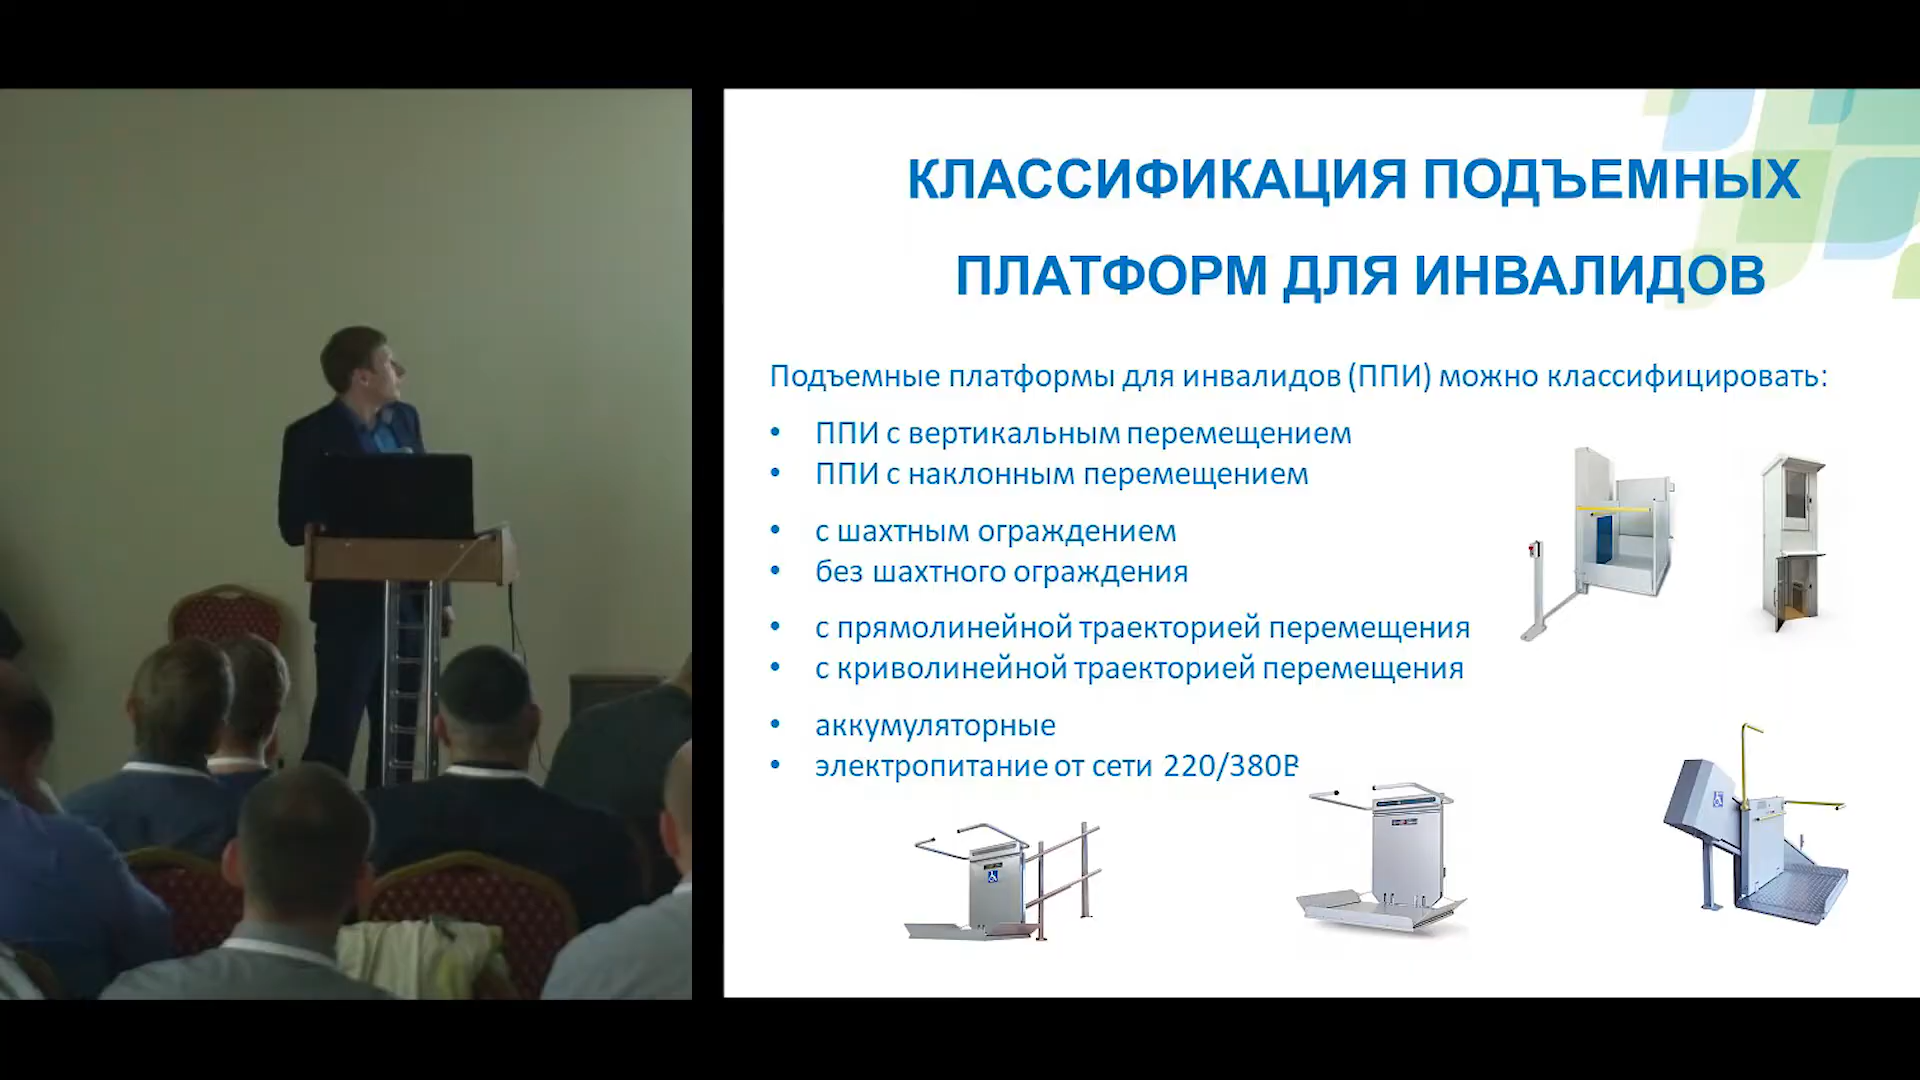 КЛАССИФИКАЦИЯ ПОДЪЕМНЫХ
ПЛАТФОРМ ДЛЯ ИНВАЛИДОВ
Подъемные платформы для инвалидов (ППИ) можно классифицировать:
• ППИ с вертикальным перемещением
• ППИ с наклонным перемещением
• с шахтным ограждением
• без шахтного ограждения
• с прямолинейной траекторией перемещения
• с криволинейной траекторией перемещения
• аккумуляторные
• электропитание от сети 220/380В